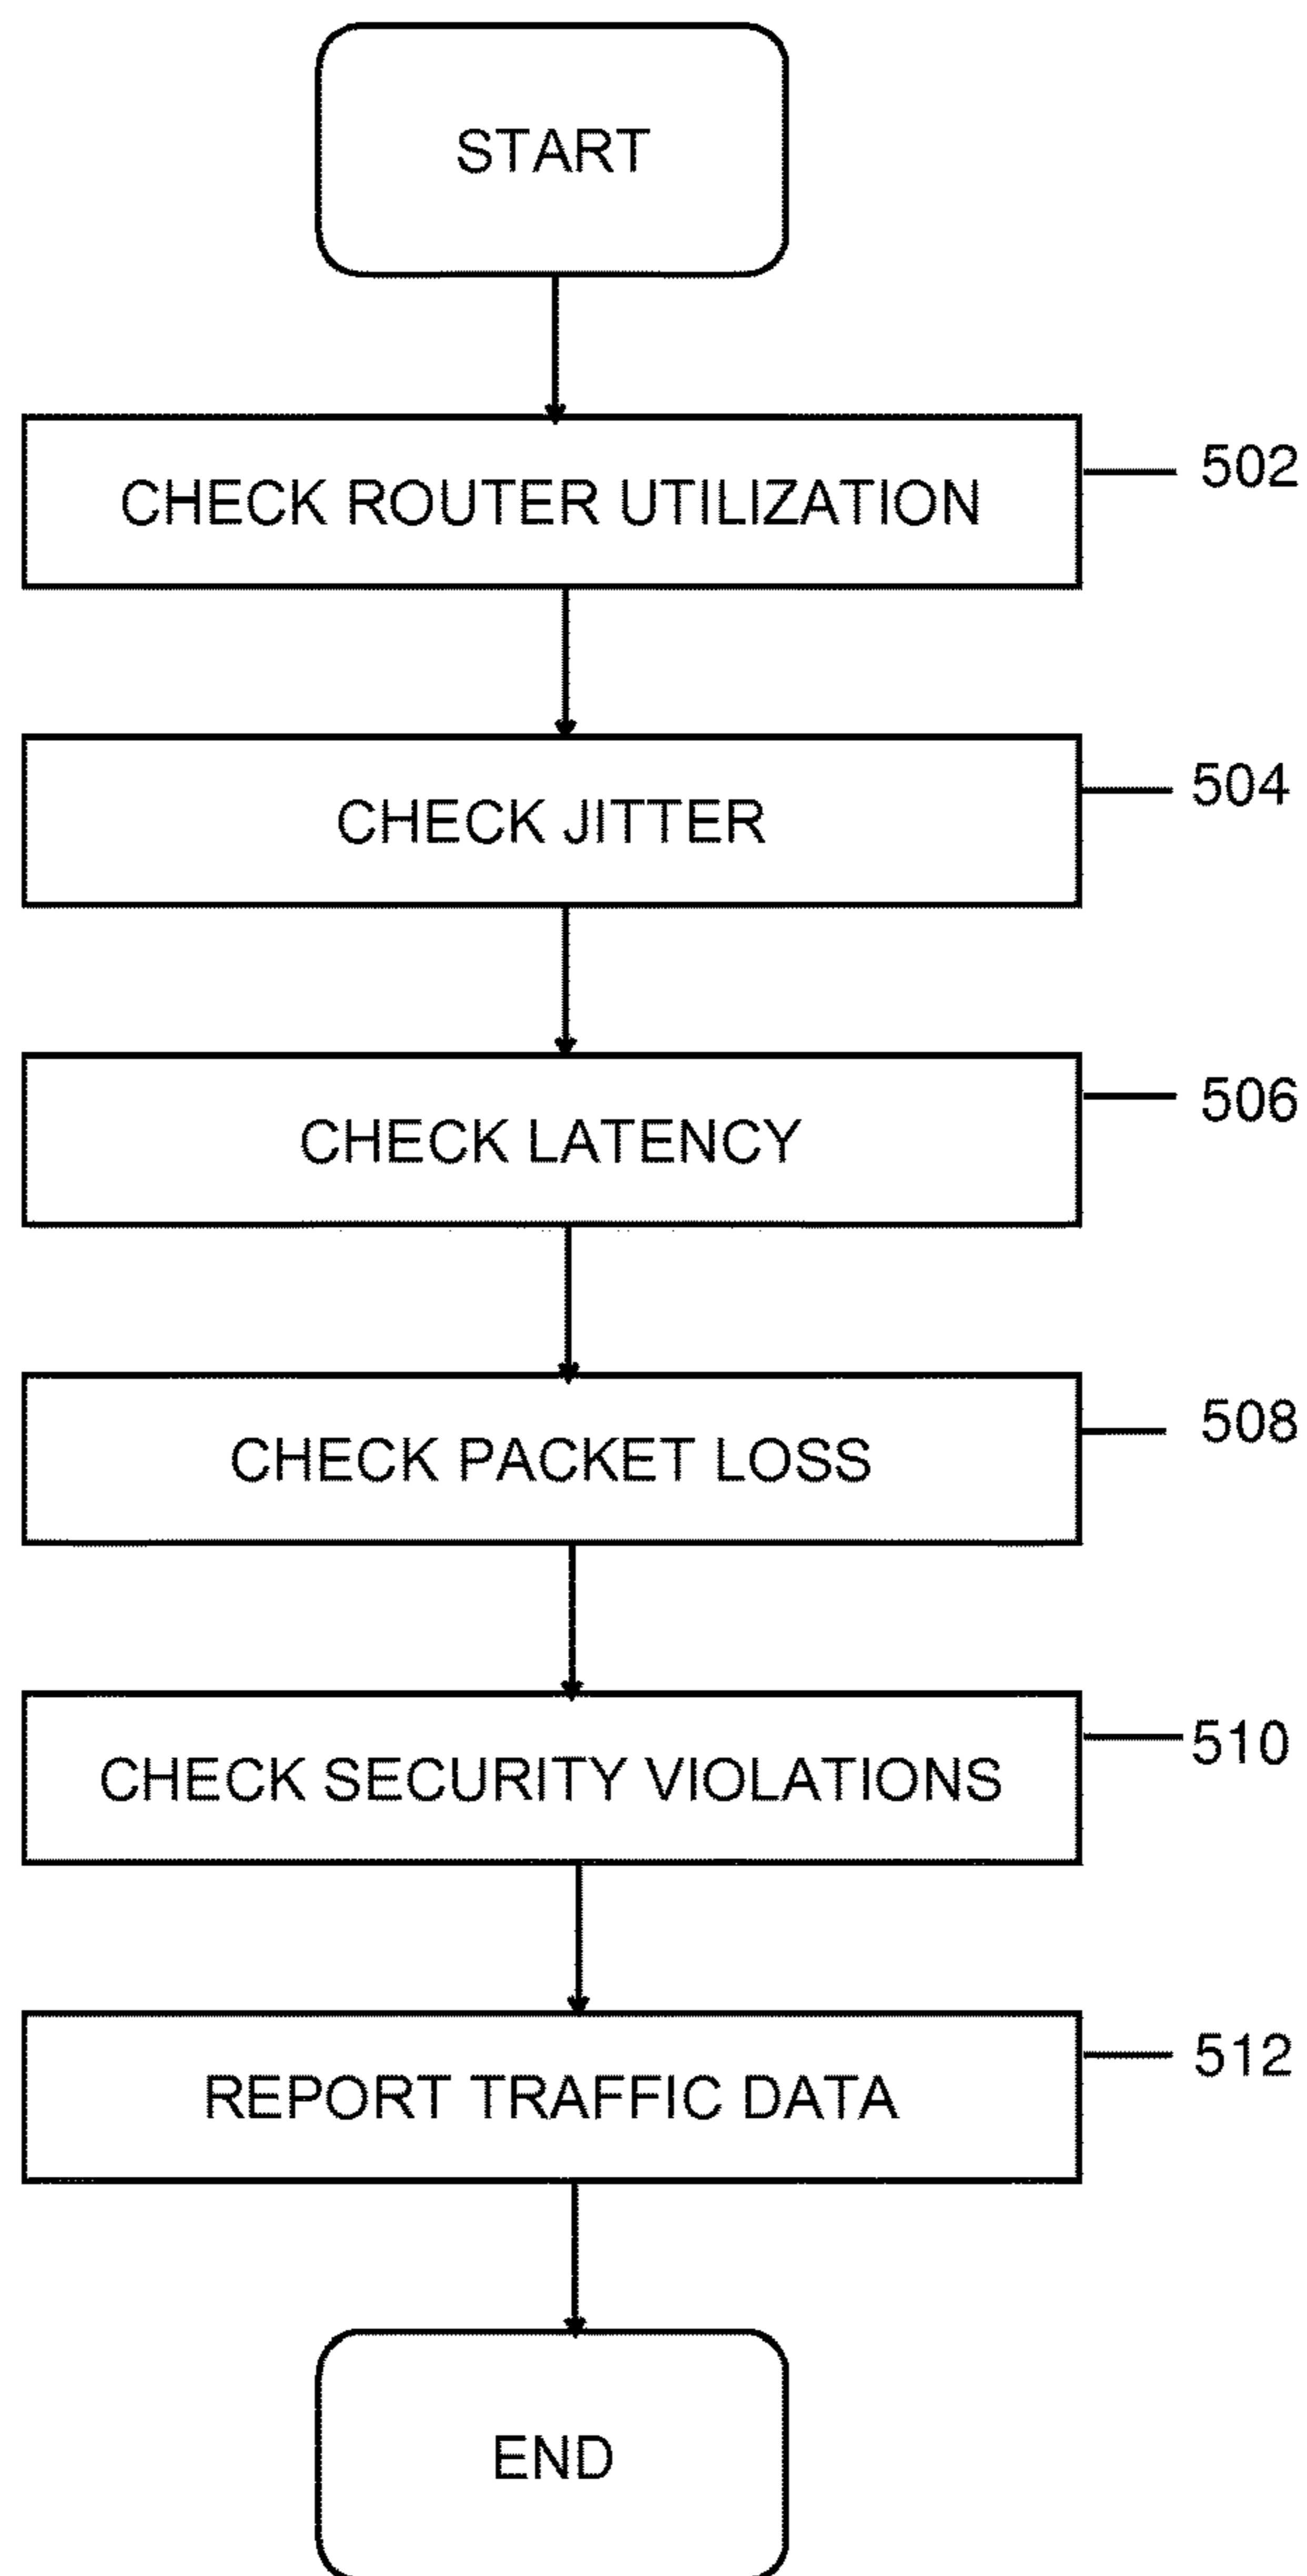 START
CHECK ROUTER UTILIZATION
502
CHECK JITTER
504
CHECK LATENCY
506
CHECK PACKET LOSS
508
CHECK SECURITY VIOLATIONS
510
REPORT TRAFFIC DATA
512
END